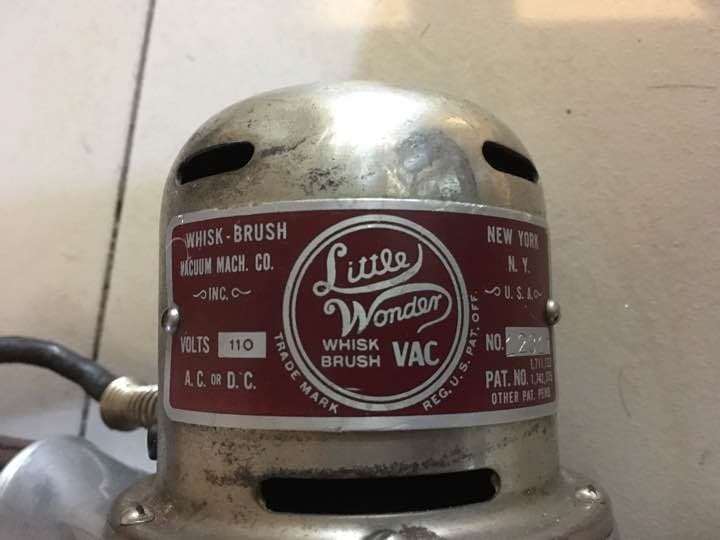 WHISK-BRUSH
VACUUM MACH. CO.
INC.
VOLTS 110
A.C. OR D.C.
Little
Wonder
WHISK
BRUSH VAC
TRADE MARK
REG. U.S. PAT. OFF.
NEW YORK
N. Y.
U. S. A.
NO.
PAT. NO.
OTHER PAT. PEND.